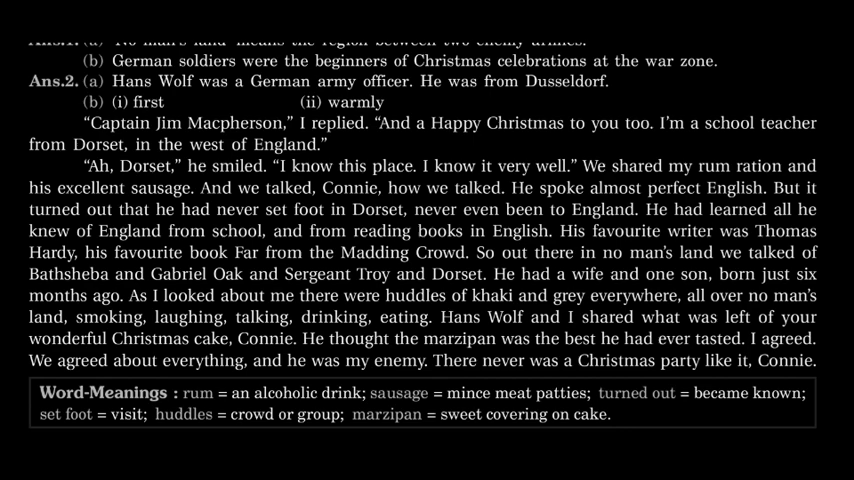 Ans.1. (a) 'No man's land' means the region between two enemy armies.
(b) German soldiers were the beginners of Christmas celebrations at the war zone.
Ans.2. (a) Hans Wolf was a German army officer. He was from Dusseldorf.
(b) (i) first (ii) warmly
“Captain Jim Macpherson,” I replied. “And a Happy Christmas to you too. I’m a school teacher
from Dorset, in the west of England.”
“Ah, Dorset,” he smiled. “I know this place. I know it very well.” We shared my rum ration and
his excellent sausage. And we talked, Connie, how we talked. He spoke almost perfect English. But it
turned out that he had never set foot in Dorset, never even been to England. He had learned all he
knew of England from school, and from reading books in English. His favourite writer was Thomas
Hardy, his favourite book Far from the Madding Crowd. So out there in no man’s land we talked of
Bathsheba and Gabriel Oak and Sergeant Troy and Dorset. He had a wife and one son, born just six
months ago. As I looked about me there were huddles of khaki and grey everywhere, all over no man’s
land, smoking, laughing, talking, drinking, eating. Hans Wolf and I shared what was left of your
wonderful Christmas cake, Connie. He thought the marzipan was the best he had ever tasted. I agreed.
We agreed about everything, and he was my enemy. There never was a Christmas party like it, Connie.
Word-Meanings : rum = an alcoholic drink; sausage = mince meat patties; turned out = became known;
set foot = visit; huddles = crowd or group; marzipan = sweet covering on cake.